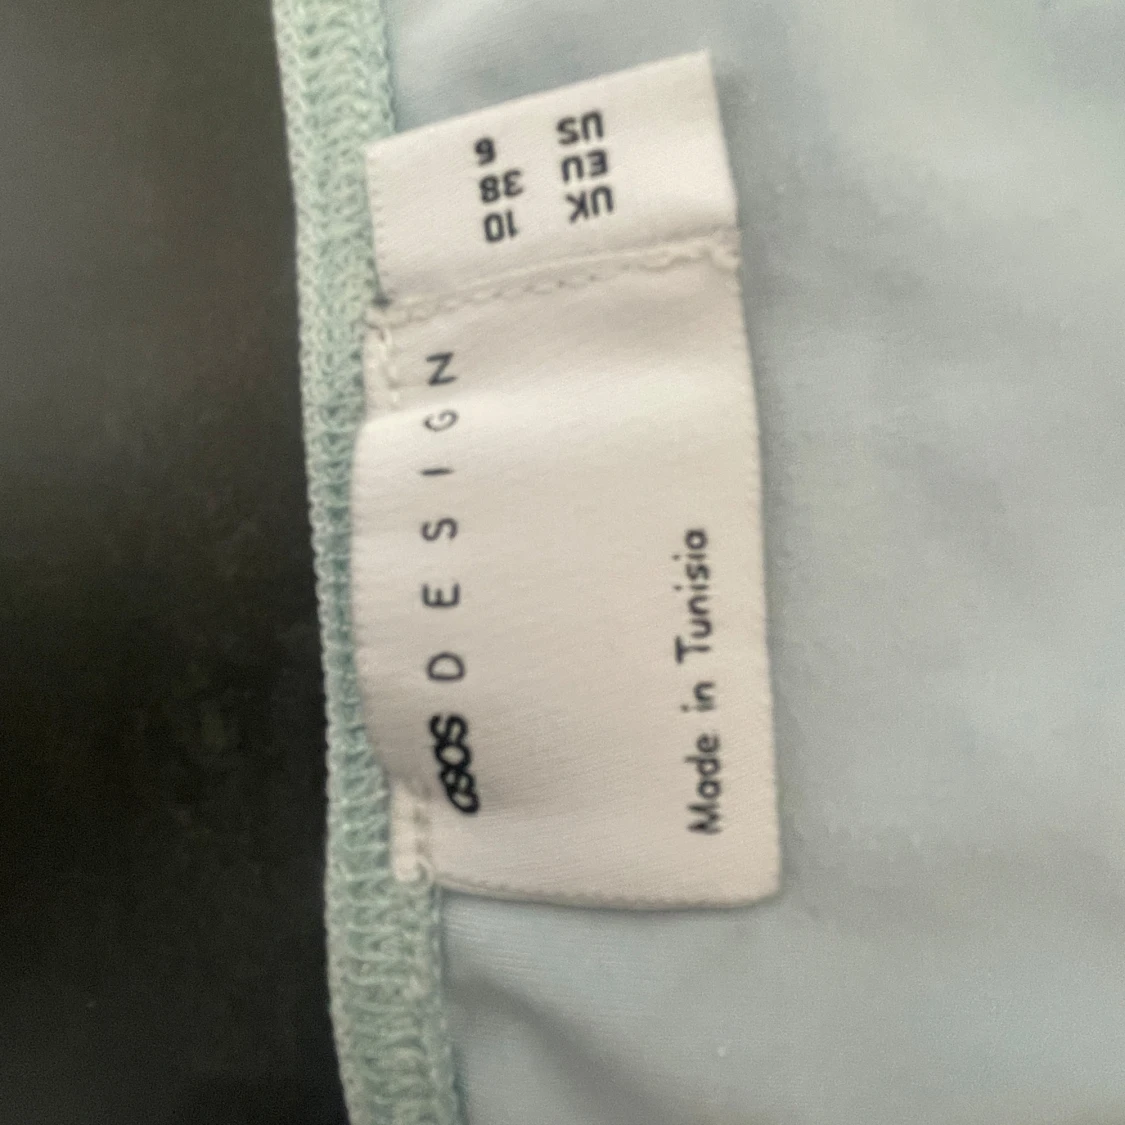 asos DESIGN
Made in Tunisia
UK 10
EU 38
US 6